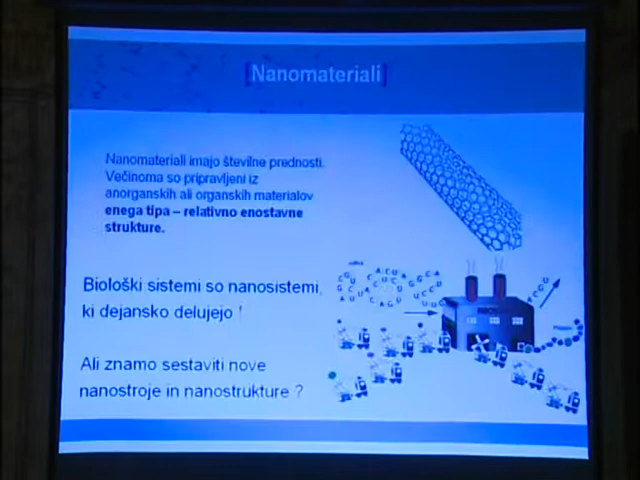 [Nanomateriali]
Nanomateriali imajo številne prednosti.
Večinoma so pripravljeni iz
anorganskih ali organskih materialov
enega tipa – relativno enostavne
strukture.
Biološki sistemi so nanosistemi,
ki dejansko delujejo !
Ali znamo sestaviti nove
nanostroje in nanostrukture ?